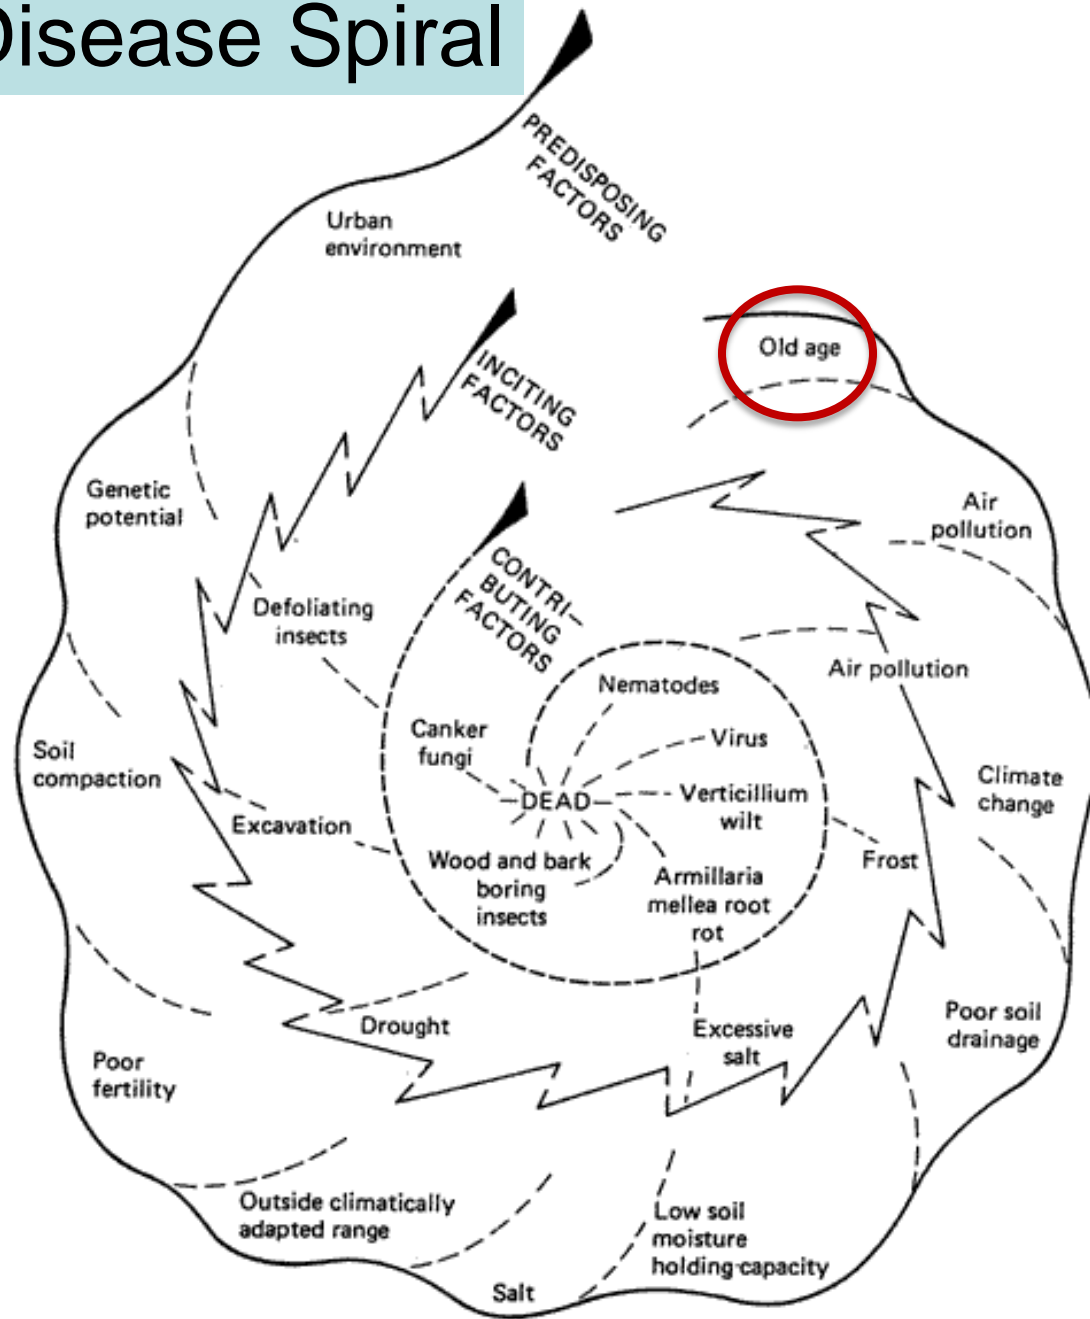 Disease Spiral
PREDISPOSING
FACTORS
Urban
environment
INCITING
FACTORS
Old age
Genetic
potential
Air
pollution
CONTRI-
BUTING
FACTORS
Defoliating
insects
Air pollution
Nematodes
Canker
fungi
Virus
Soil
compaction
Climate
change
DEAD
Verticillium
wilt
Excavation
Frost
Wood and bark
boring
insects
Armillaria
mellea root
rot
Drought
Excessive
salt
Poor soil
drainage
Poor
fertility
Outside climatically
adapted range
Low soil
moisture
holding-capacity
Salt